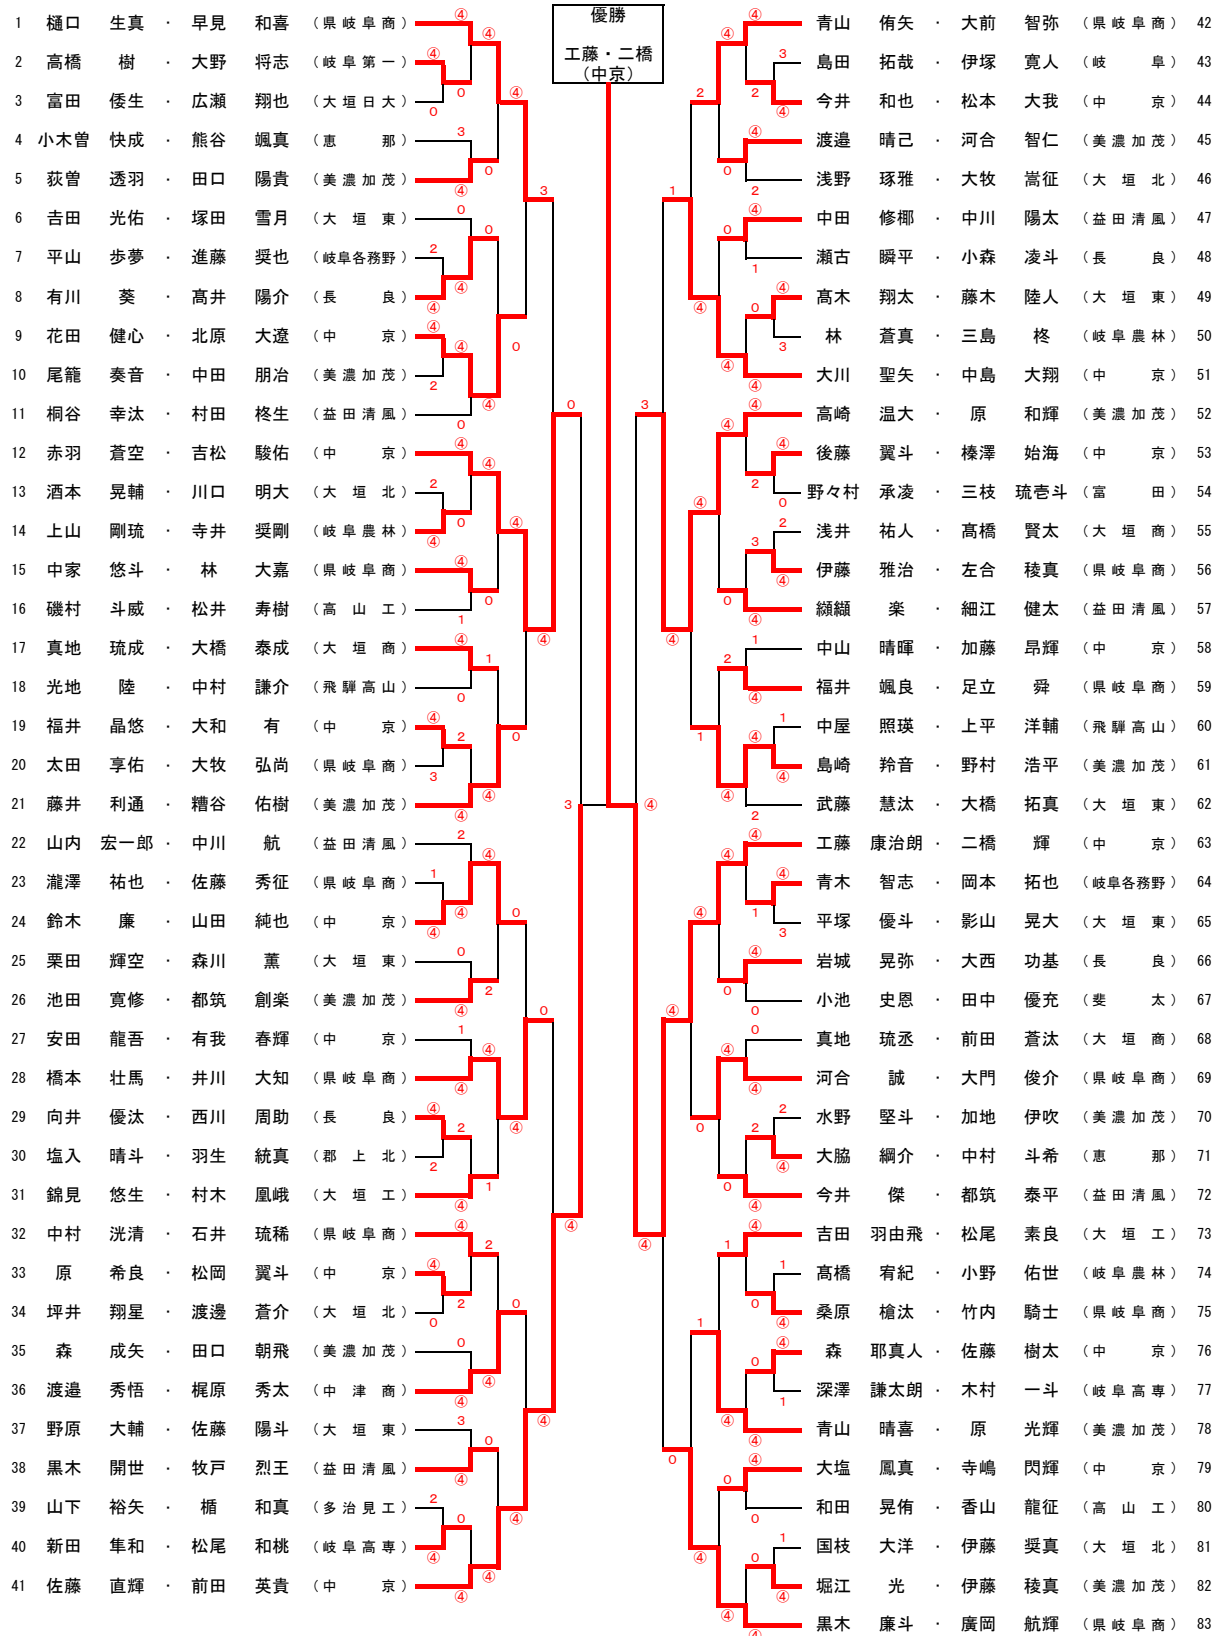 優勝
工藤・二橋
（中京）
1 樋口 生真 ・ 早見 和喜 （県岐阜商）
2 高橋 樹 ・ 大野 将志 （岐阜第一）
3 富田 倭生 ・ 広瀬 翔也 （大垣日大）
4 小木曽 快成 ・ 熊谷 颯真 （恵那）
5 荻曽 透羽 ・ 田口 陽貴 （美濃加茂）
6 吉田 光佑 ・ 塚田 雪月 （大垣東）
7 平山 歩夢 ・ 進藤 奨也 （岐阜各務野）
8 有川 葵 ・ 髙井 陽介 （長良）
9 花田 健心 ・ 北原 大遼 （中京）
10 尾籠 奏音 ・ 中田 朋冶 （美濃加茂）
11 桐谷 幸汰 ・ 村田 柊生 （益田清風）
12 赤羽 蒼空 ・ 吉松 駿佑 （中京）
13 酒本 晃輔 ・ 川口 明大 （大垣北）
14 上山 剛琉 ・ 寺井 奨剛 （岐阜農林）
15 中家 悠斗 ・ 林 大嘉 （県岐阜商）
16 磯村 斗威 ・ 松井 寿樹 （高山工）
17 真地 琉成 ・ 大橋 泰成 （大垣商）
18 光地 陸 ・ 中村 謙介 （飛騨高山）
19 福井 晶悠 ・ 大和 有 （中京）
20 太田 享佑 ・ 大牧 弘尚 （県岐阜商）
21 藤井 利通 ・ 糟谷 佑樹 （美濃加茂）
22 山内 宏一郎 ・ 中川 航 （益田清風）
23 瀧澤 祐也 ・ 佐藤 秀征 （県岐阜商）
24 鈴木 廉 ・ 山田 純也 （中京）
25 栗田 輝空 ・ 森川 薫 （大垣東）
26 池田 寛修 ・ 都筑 創楽 （美濃加茂）
27 安田 龍吾 ・ 有我 春輝 （中京）
28 橋本 壮馬 ・ 井川 大知 （県岐阜商）
29 向井 優汰 ・ 西川 周助 （長良）
30 塩入 晴斗 ・ 羽生 統真 （郡上北）
31 錦見 悠生 ・ 村木 凰峨 （大垣工）
32 中村 洸清 ・ 石井 琉稀 （県岐阜商）
33 原 希良 ・ 松岡 翼斗 （中京）
34 坪井 翔星 ・ 渡邊 蒼介 （大垣北）
35 森 成矢 ・ 田口 朝飛 （美濃加茂）
36 渡邉 秀悟 ・ 梶原 秀太 （中津商）
37 野原 大輔 ・ 佐藤 陽斗 （大垣東）
38 黒木 開世 ・ 牧戸 烈王 （益田清風）
39 山下 裕矢 ・ 楯 和真 （多治見工）
40 新田 隼和 ・ 松尾 和桃 （岐阜高専）
41 佐藤 直輝 ・ 前田 英貴 （中京）
青山 侑矢 ・ 大前 智弥 （県岐阜商） 42
島田 拓哉 ・ 伊塚 寛人 （岐阜） 43
今井 和也 ・ 松本 大我 （中京） 44
渡邉 晴己 ・ 河合 智仁 （美濃加茂） 45
浅野 琢雅 ・ 大牧 嵩征 （大垣北） 46
中田 修梛 ・ 中川 陽太 （益田清風） 47
瀬古 瞬平 ・ 小森 凌斗 （長良） 48
髙木 翔太 ・ 藤木 陸人 （大垣東） 49
林 蒼真 ・ 三島 柊 （岐阜農林） 50
大川 聖矢 ・ 中島 大翔 （中京） 51
高崎 温大 ・ 原 和輝 （美濃加茂） 52
後藤 翼斗 ・ 榛澤 始海 （中京） 53
野々村 承凌 ・ 三枝 琉壱斗 （富田） 54
浅井 祐人 ・ 髙橋 賢太 （大垣商） 55
伊藤 雅治 ・ 左合 稜真 （県岐阜商） 56
纐纈 楽 ・ 細江 健太 （益田清風） 57
中山 晴暉 ・ 加藤 昂輝 （中京） 58
福井 颯良 ・ 足立 舜 （県岐阜商） 59
中屋 照瑛 ・ 上平 洋輔 （飛騨高山） 60
島崎 羚音 ・ 野村 浩平 （美濃加茂） 61
武藤 慧汰 ・ 大橋 拓真 （大垣東） 62
工藤 康治朗 ・ 二橋 輝 （中京） 63
青木 智志 ・ 岡本 拓也 （岐阜各務野） 64
平塚 優斗 ・ 影山 晃大 （大垣東） 65
岩城 晃弥 ・ 大西 功基 （長良） 66
小池 史恩 ・ 田中 優充 （斐太） 67
真地 琉丞 ・ 前田 蒼汰 （大垣商） 68
河合 誠 ・ 大門 俊介 （県岐阜商） 69
水野 堅斗 ・ 加地 伊吹 （美濃加茂） 70
大脇 綱介 ・ 中村 斗希 （恵那） 71
今井 傑 ・ 都筑 泰平 （益田清風） 72
吉田 羽由飛 ・ 松尾 素良 （大垣工） 73
髙橋 宥紀 ・ 小野 佑世 （岐阜農林） 74
桑原 槍汰 ・ 竹内 騎士 （県岐阜商） 75
森 耶真人 ・ 佐藤 樹太 （中京） 76
深澤 謙太朗 ・ 木村 一斗 （岐阜高専） 77
青山 晴喜 ・ 原 光輝 （美濃加茂） 78
大塩 鳳真 ・ 寺嶋 閃輝 （中京） 79
和田 晃侑 ・ 香山 龍征 （高山工） 80
国枝 大洋 ・ 伊藤 奨真 （大垣北） 81
堀江 光 ・ 伊藤 稜真 （美濃加茂） 82
黒木 廉斗 ・ 廣岡 航輝 （県岐阜商） 83